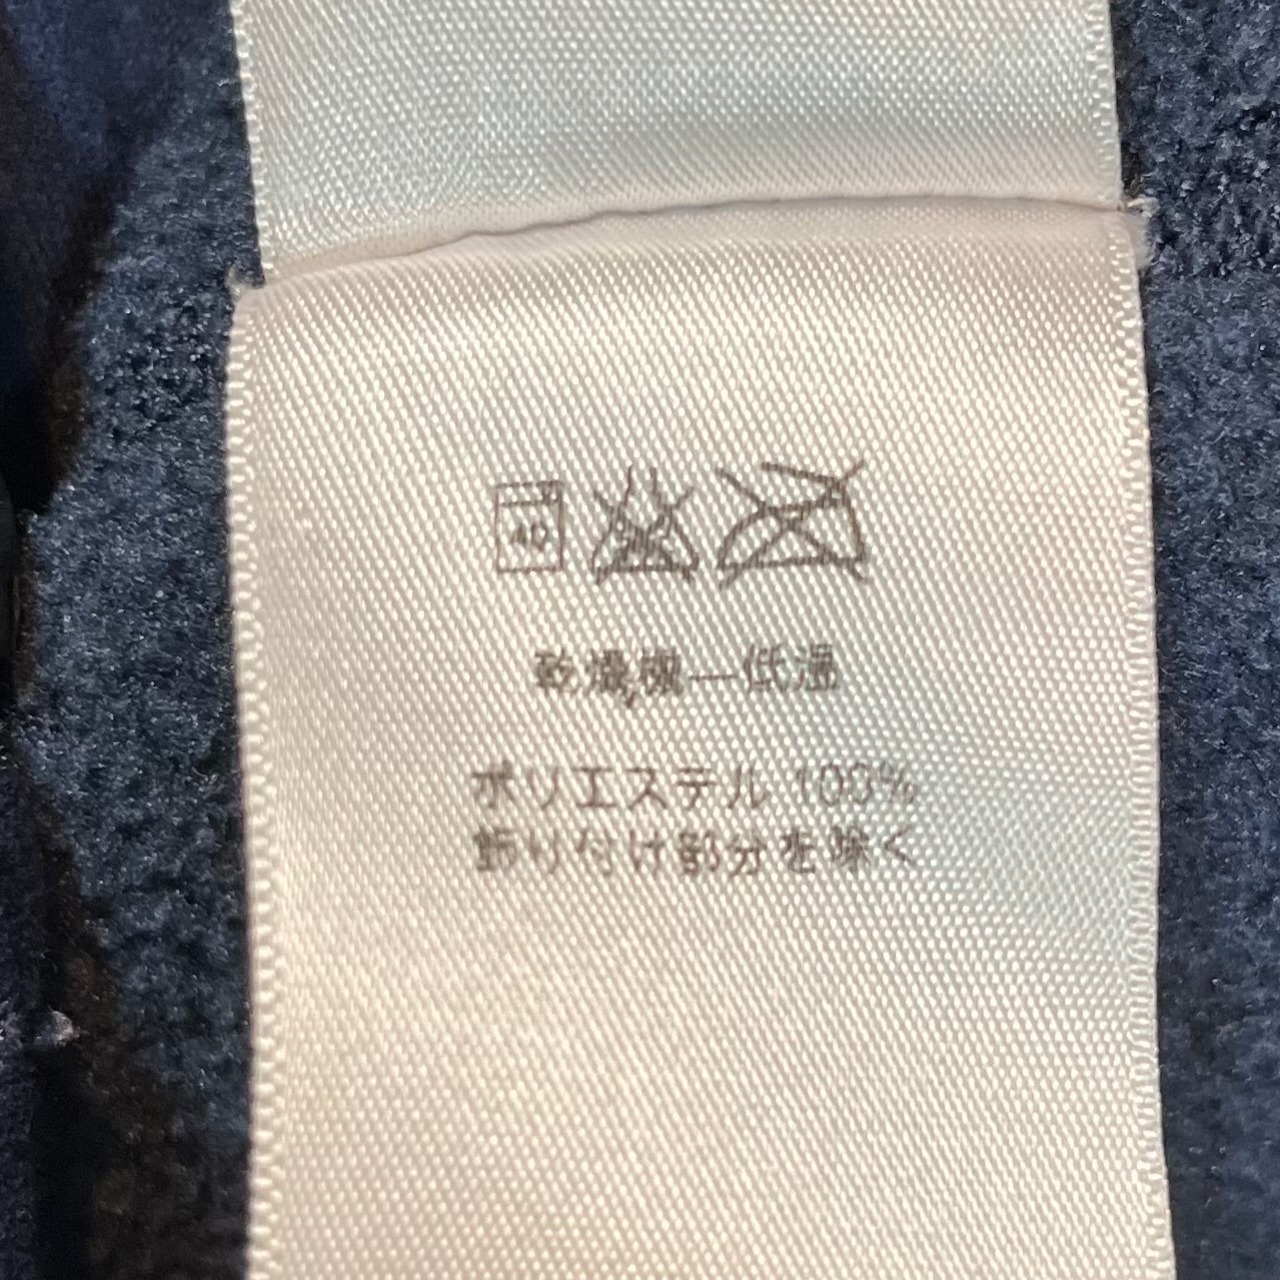 40
乾燥機—低温
ポリエステル 100%
飾り付け部分を除く